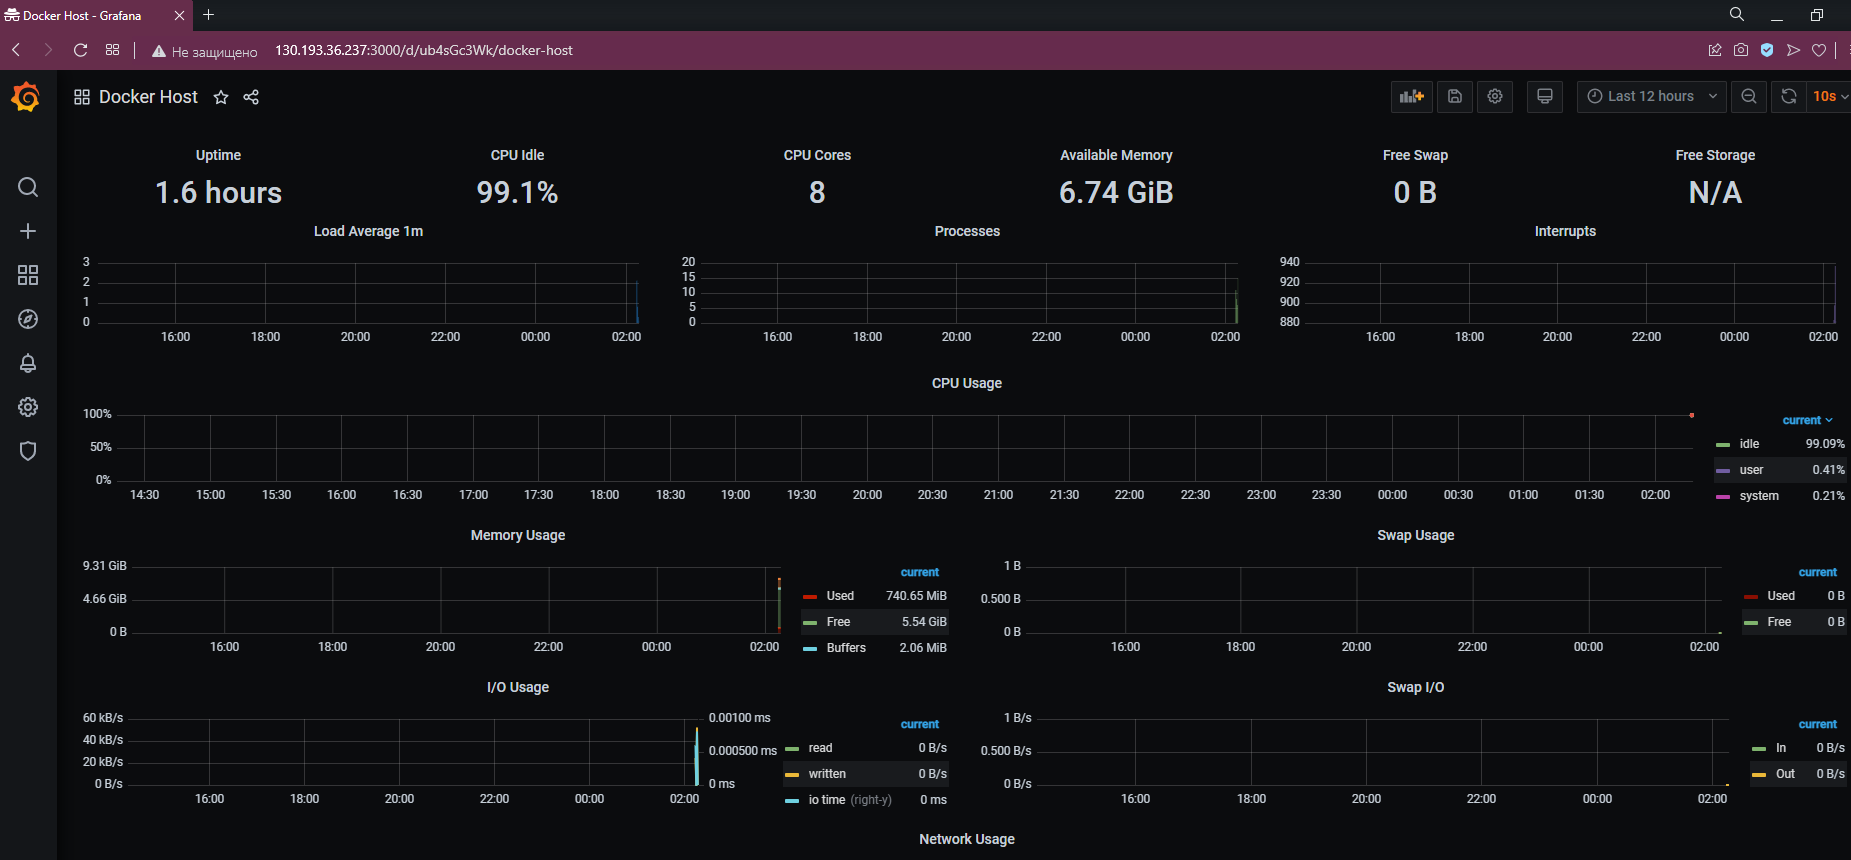 Docker Host - Grafana
Не защищено 130.193.36.237:3000/d/ub4sGc3Wk/docker-host
Docker Host
Last 12 hours
10s
Uptime
1.6 hours
CPU Idle
99.1%
CPU Cores
8
Available Memory
6.74 GiB
Free Swap
0 B
Free Storage
N/A
Load Average 1m
3
2
1
0
16:00 18:00 20:00 22:00 00:00 02:00
Processes
20
15
10
5
0
16:00 18:00 20:00 22:00 00:00 02:00
Interrupts
940
920
900
880
16:00 18:00 20:00 22:00 00:00 02:00
CPU Usage
100%
50%
0%
14:30 15:00 15:30 16:00 16:30 17:00 17:30 18:00 18:30 19:00 19:30 20:00 20:30 21:00 21:30 22:00 22:30 23:00 23:30 00:00 00:30 01:00 01:30 02:00
current
idle 99.09%
user 0.41%
system 0.21%
Memory Usage
9.31 GiB
4.66 GiB
0 B
16:00 18:00 20:00 22:00 00:00 02:00
current
Used 740.65 MiB
Free 5.54 GiB
Buffers 2.06 MiB
Swap Usage
1 B
0.500 B
0 B
16:00 18:00 20:00 22:00 00:00 02:00
current
Used 0 B
Free 0 B
I/O Usage
60 kB/s
40 kB/s
20 kB/s
0 B/s
0.00100 ms
0.000500 ms
0 ms
16:00 18:00 20:00 22:00 00:00 02:00
current
read 0 B/s
written 0 B/s
io time (right-y) 0 ms
Swap I/O
1 B/s
0.500 B/s
0 B/s
16:00 18:00 20:00 22:00 00:00 02:00
current
In 0 B/s
Out 0 B/s
Network Usage